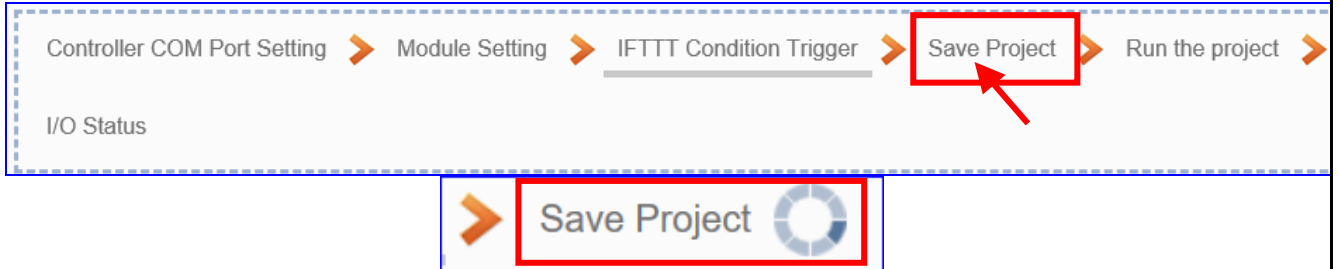 Controller COM Port Setting Module Setting IFTTT Condition Trigger Save Project Run the project
I/O Status
Save Project